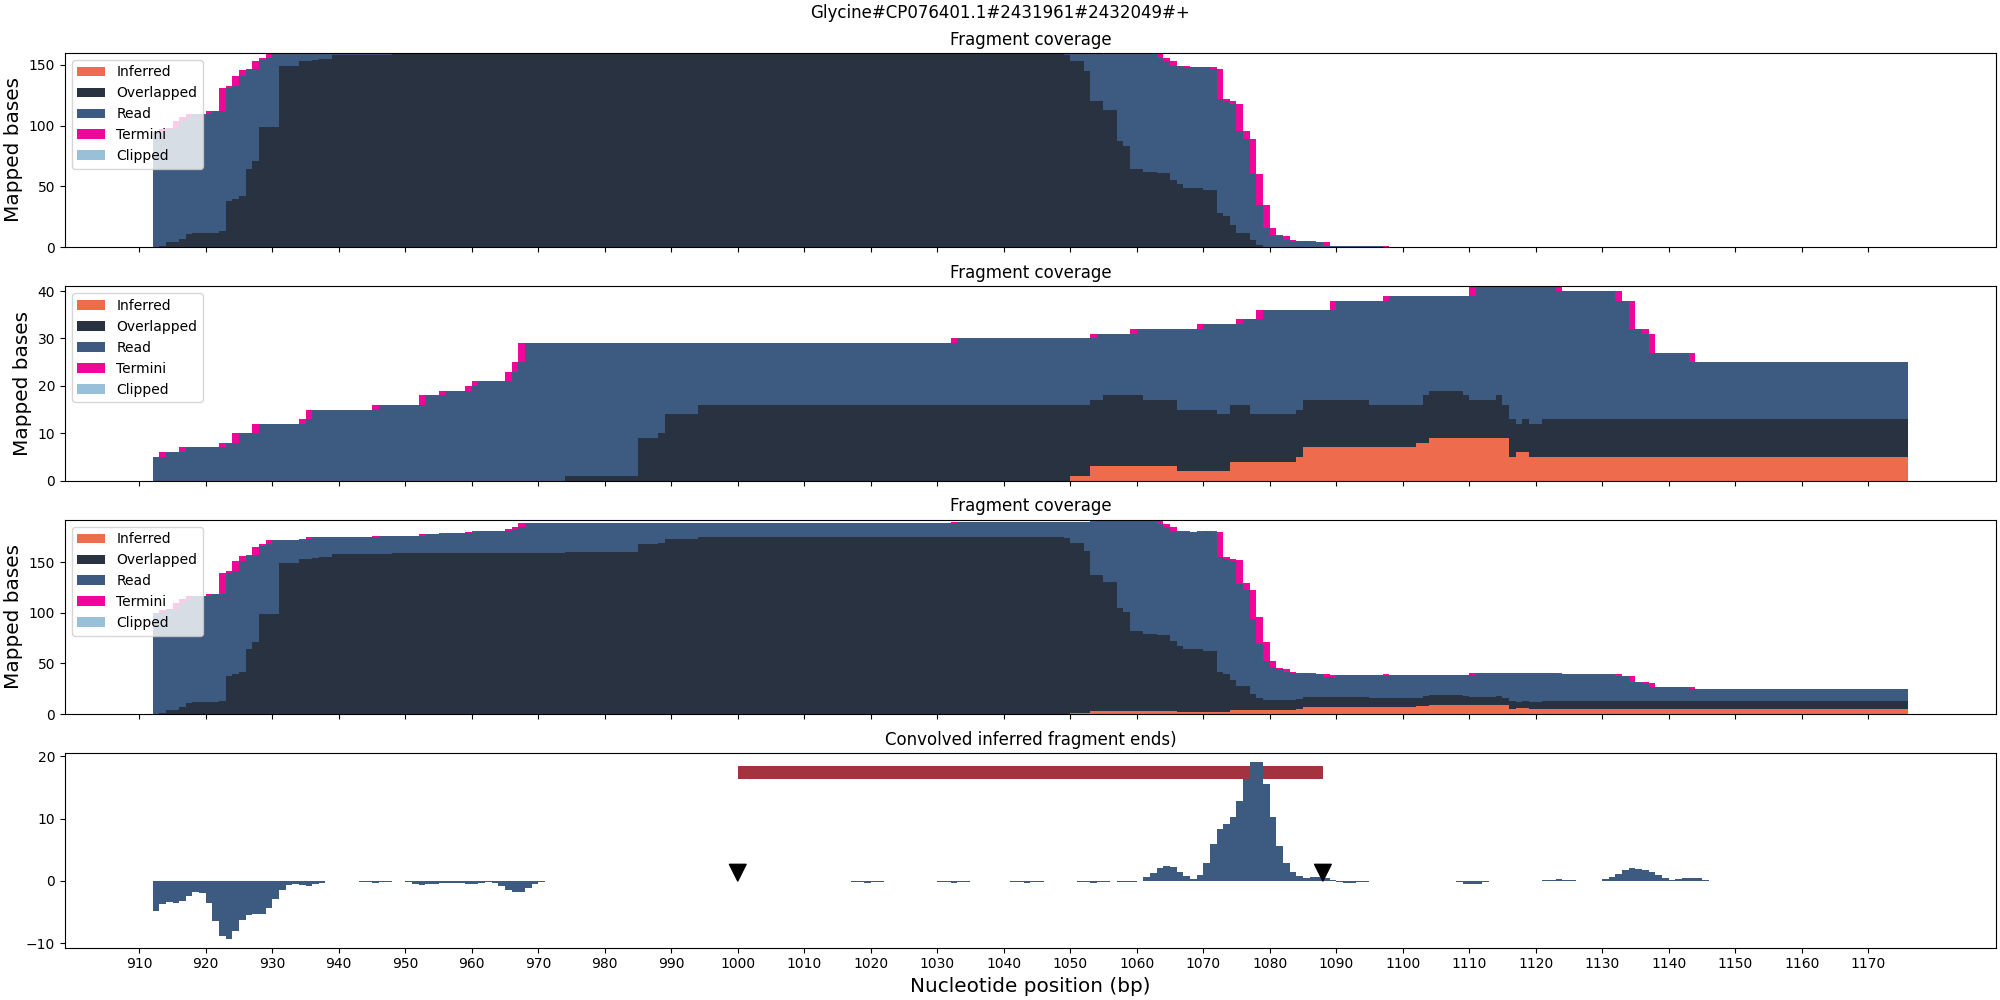 Glycine#CP076401.1#2431961#2432049#+
Fragment coverage
Mapped bases
150
100
50
0
Inferred
Overlapped
Read
Termini
Clipped
Fragment coverage
Mapped bases
40
30
20
10
0
Inferred
Overlapped
Read
Termini
Clipped
Fragment coverage
Mapped bases
150
100
50
0
Inferred
Overlapped
Read
Termini
Clipped
Convolved inferred fragment ends)
20
10
0
−10
910 920 930 940 950 960 970 980 990 1000 1010 1020 1030 1040 1050 1060 1070 1080 1090 1100 1110 1120 1130 1140 1150 1160 1170
Nucleotide position (bp)